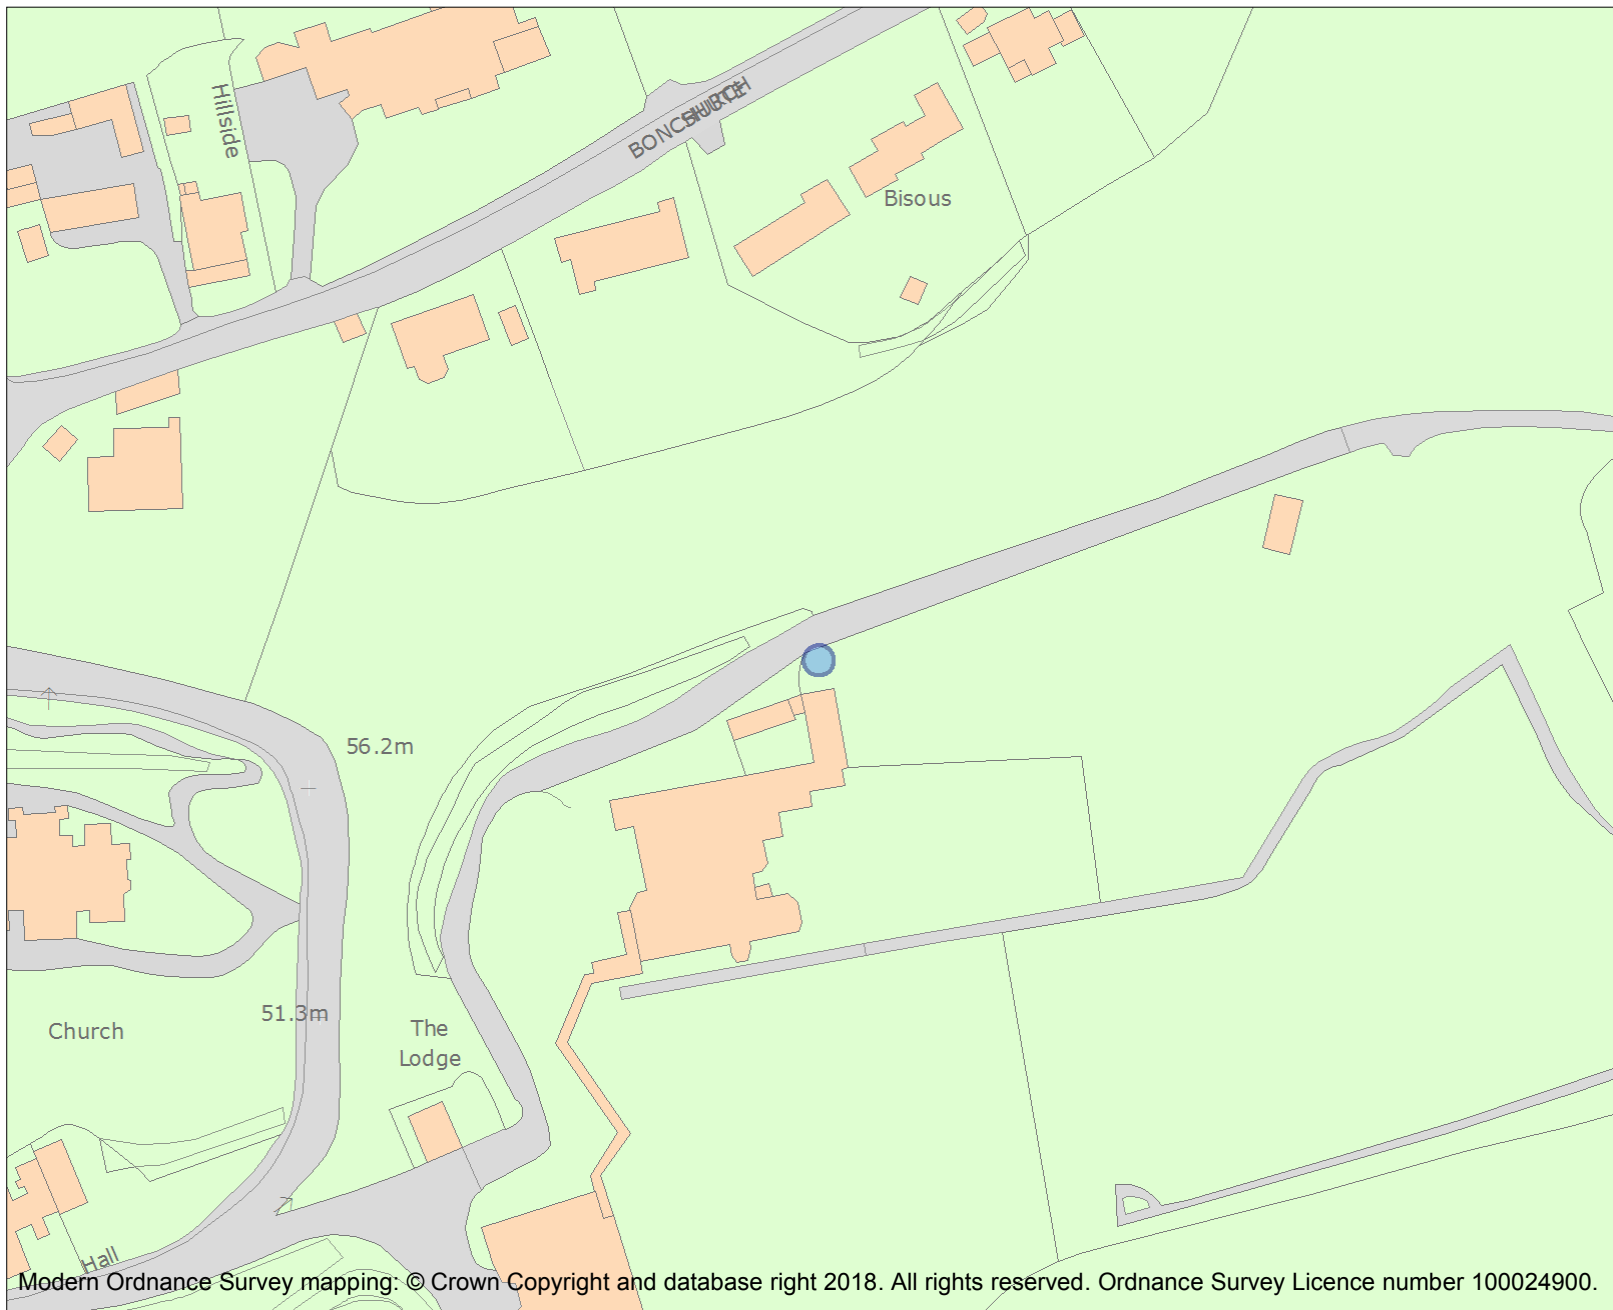 Hillside
BONCHURCH
SHUTE
Bisous
56.2m
51.3m
Church
The
Lodge
Hall
Modern Ordnance Survey mapping: © Crown Copyright and database right 2018. All rights reserved. Ordnance Survey Licence number 100024900.